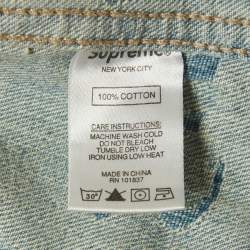 Supreme®
NEW YORK CITY
100% COTTON
CARE INSTRUCTIONS:
MACHINE WASH COLD
DO NOT BLEACH
TUMBLE DRY LOW
IRON USING LOW HEAT
MADE IN CHINA
RN 101837
30°